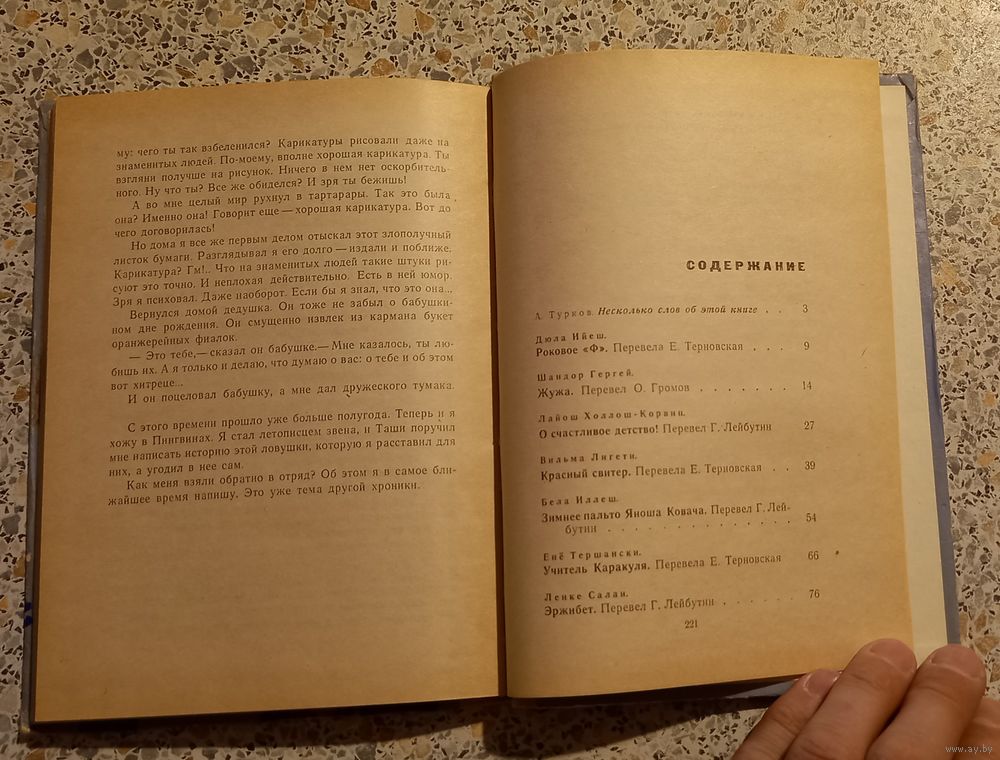 му: чего ты так взбеленился? Карикатуры рисовали даже на
знаменитых людей. По-моему, вполне хорошая карикатура. Ты
взгляни получше на рисунок. Ничего в нем нет оскорбитель-
ного. Ну что ты? Все же обиделся? И зря ты бежишь!
А во мне целый мир рухнул в тартарары. Так это была
она? Именно она! Говорит еще — хорошая карикатура. Вот до
чего договорилась!
Но дома я все же первым делом отыскал этот злополучный
листок бумаги. Разглядывал я его долго — издали и поближе.
Карикатура? Гм!.. Что на знаменитых людей такие штуки ри-
суют это точно. И неплохая действительно. Есть в ней юмор.
Зря я психовал. Даже наоборот. Если бы я знал, что это она...
Вернулся домой дедушка. Он тоже не забыл о бабушки-
ном дне рождения. Он смущенно извлек из кармана букет
оранжерейных фиалок.
— Это тебе,— сказал он бабушке.— Мне казалось, ты лю-
бишь их. А я только и делаю, что думаю о вас: о тебе и об этом
вот хитреце...
И он поцеловал бабушку, а мне дал дружеского тумака.
С этого времени прошло уже больше полугода. Теперь и я
хожу в Пингвинах. Я стал летописцем звена, и Таши поручил
мне написать историю этой ловушки, которую я расставил для
них, а угодил в нее сам.
Как меня взяли обратно в отряд? Об этом я в самое бли-
жайшее время напишу. Это уже тема другой хроники.
СОДЕРЖАНИЕ
А. Турков. Несколько слов об этой книге . . 3
Дюла Ийеш.
Роковое «Ф». Перевела Е. Терновская . . . 9
Шандор Гергей.
Жужа. Перевел О. Громов . . . . . . . 14
Лайош Холлош-Коранц.
О счастливое детство! Перевел Г. Лейбутин 27
Вильма Лигети.
Красный свитер. Перевела Е. Терновская . . 39
Бела Иллеш.
Зимнее пальто Яноша Ковача. Перевел Г. Лей-
бутин . . . . . . . . . . . . . 54
Енё Тершански.
Учитель Каракуля. Перевела Е. Терновская 66
Ленке Салаи.
Эржибет. Перевел Г. Лейбутин . . . . . . 76
221
www.ay.by